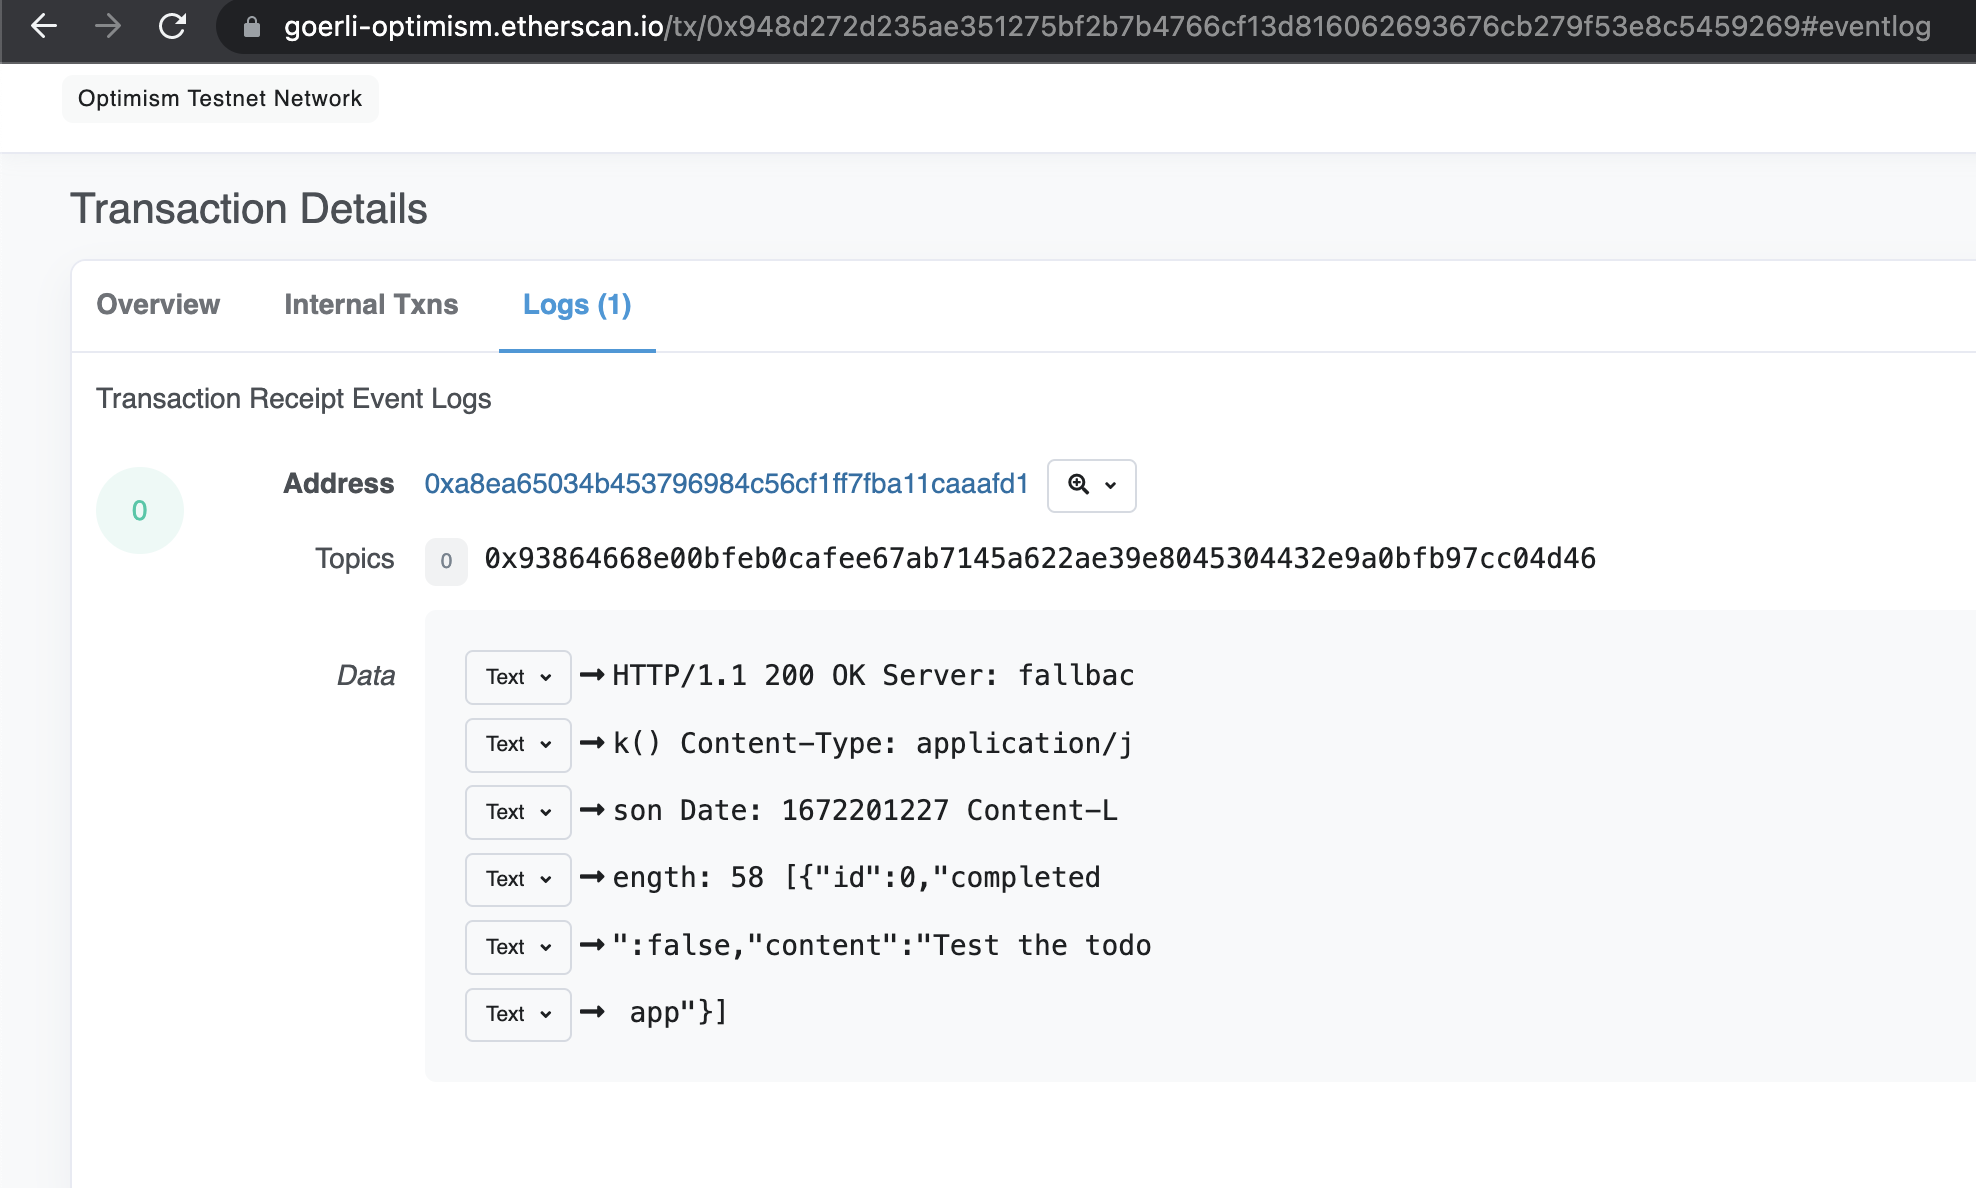 goerli-optimism.etherscan.io/tx/0x948d272d235ae351275bf2b7b4766cf13d816062693676cb279f53e8c5459269#eventlog
Optimism Testnet Network
Transaction Details
Overview Internal Txns Logs (1)
Transaction Receipt Event Logs
0 Address 0xa8ea65034b453796984c56cf1ff7fba11caaafd1
Topics 0 0x93864668e00bfeb0cafee67ab7145a622ae39e8045304432e9a0bfb97cc04d46
Data Text → HTTP/1.1 200 OK Server: fallbac
Text → k() Content-Type: application/j
Text → son Date: 1672201227 Content-L
Text → ength: 58 [{"id":0,"completed
Text → ":false,"content":"Test the todo
Text → app"}]